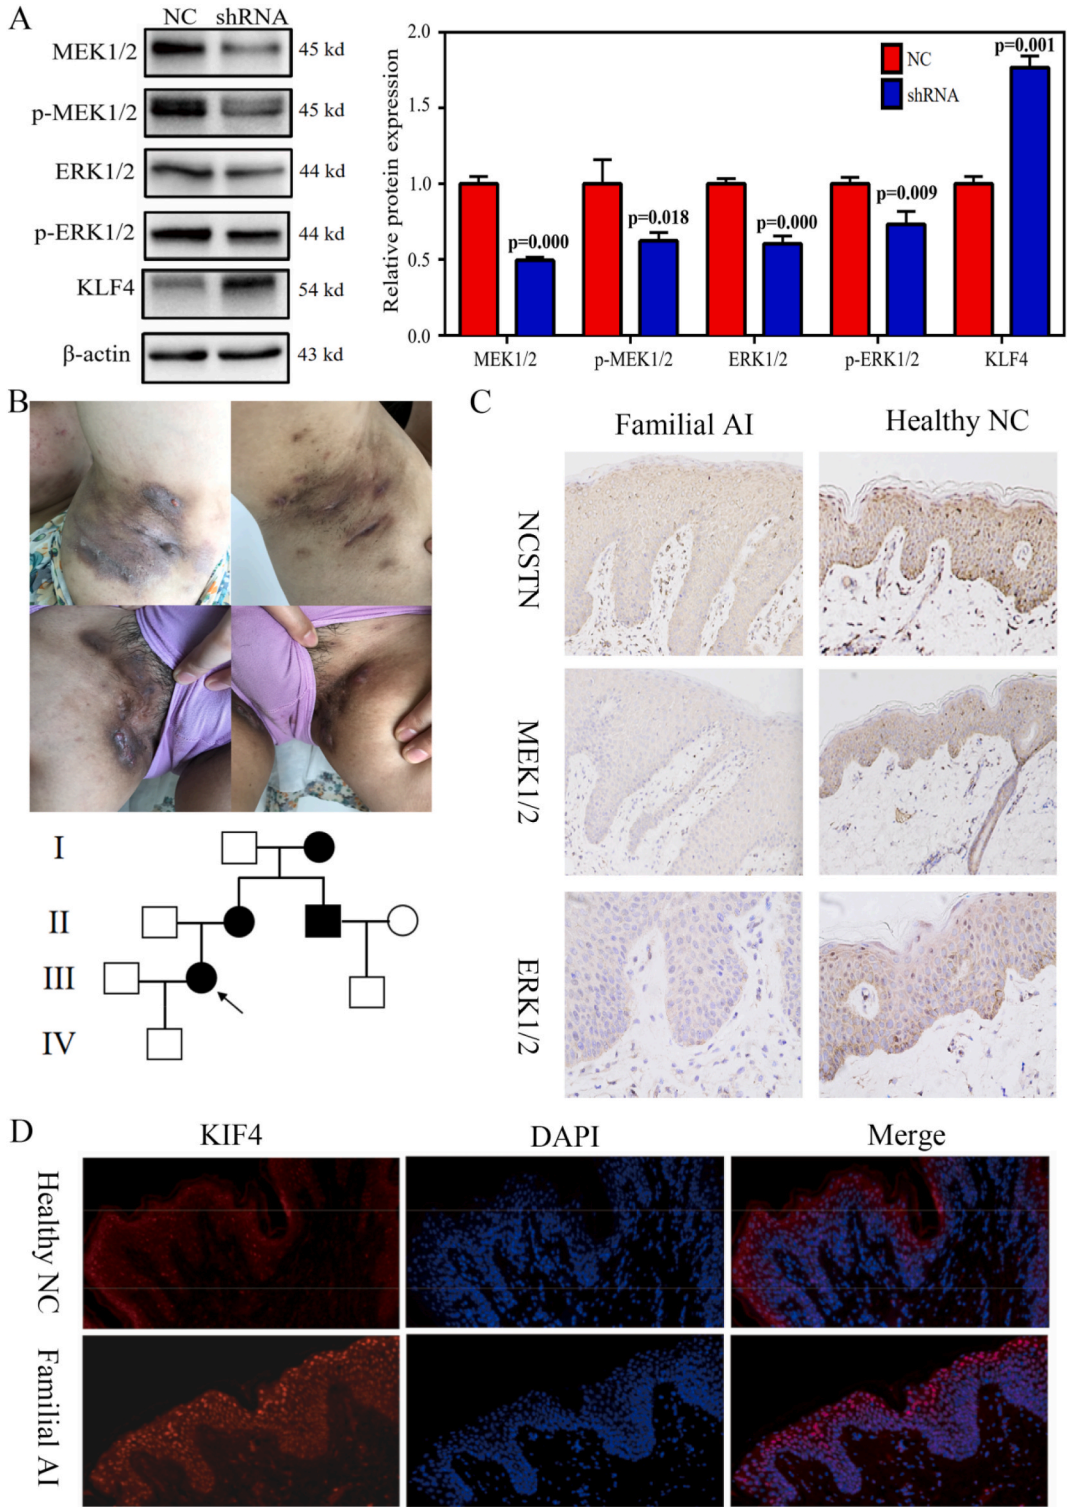 A
NC shRNA
MEK1/2 45 kd
p-MEK1/2 45 kd
ERK1/2 44 kd
p-ERK1/2 44 kd
KLF4 54 kd
β-actin 43 kd
Relative protein expression
2.0
1.5
1.0
0.5
0.0
NC
shRNA
p=0.000
p=0.018
p=0.000
p=0.009
p=0.001
MEK1/2 p-MEK1/2 ERK1/2 p-ERK1/2 KLF4
B
I
II
III
IV
C
Familial AI Healthy NC
NCSTN
MEK1/2
ERK1/2
D
KIF4 DAPI Merge
Healthy NC
Familial AI